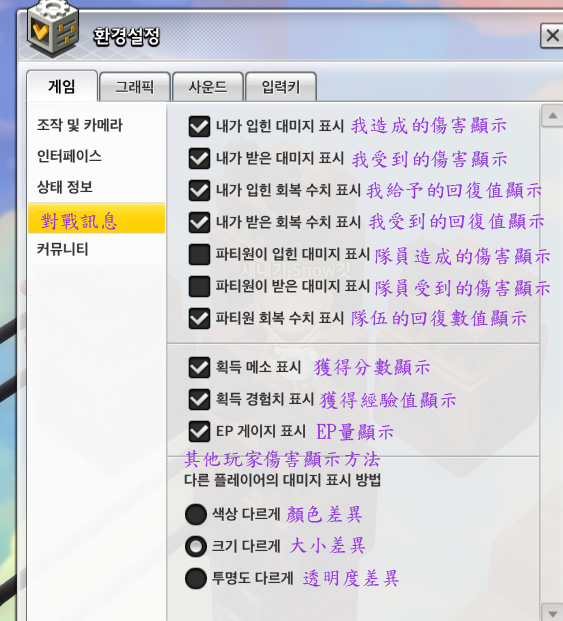 환경설정
게임 그래픽 사운드 입력키
조작 및 카메라
인터페이스
상태 정보
對戰訊息
커뮤니티
내가 입힌 대미지 표시 我造成的傷害顯示
내가 받은 대미지 표시 我受到的傷害顯示
내가 입힌 회복 수치 표시 我給予的回復值顯示
내가 받은 회복 수치 표시 我受到的回復值顯示
파티원이 입힌 대미지 표시 隊員造成的傷害顯示
파티원이 받은 대미지 표시 隊員受到的傷害顯示
파티원 회복 수치 표시 隊伍的回復數值顯示
획득 메소 표시 獲得分數顯示
획득 경험치 표시 獲得經驗值顯示
EP 게이지 표시 EP量顯示
其他玩家傷害顯示方法
다른 플레이어의 대미지 표시 방법
색상 다르게 顏色差異
크기 다르게 大小差異
투명도 다르게 透明度差異